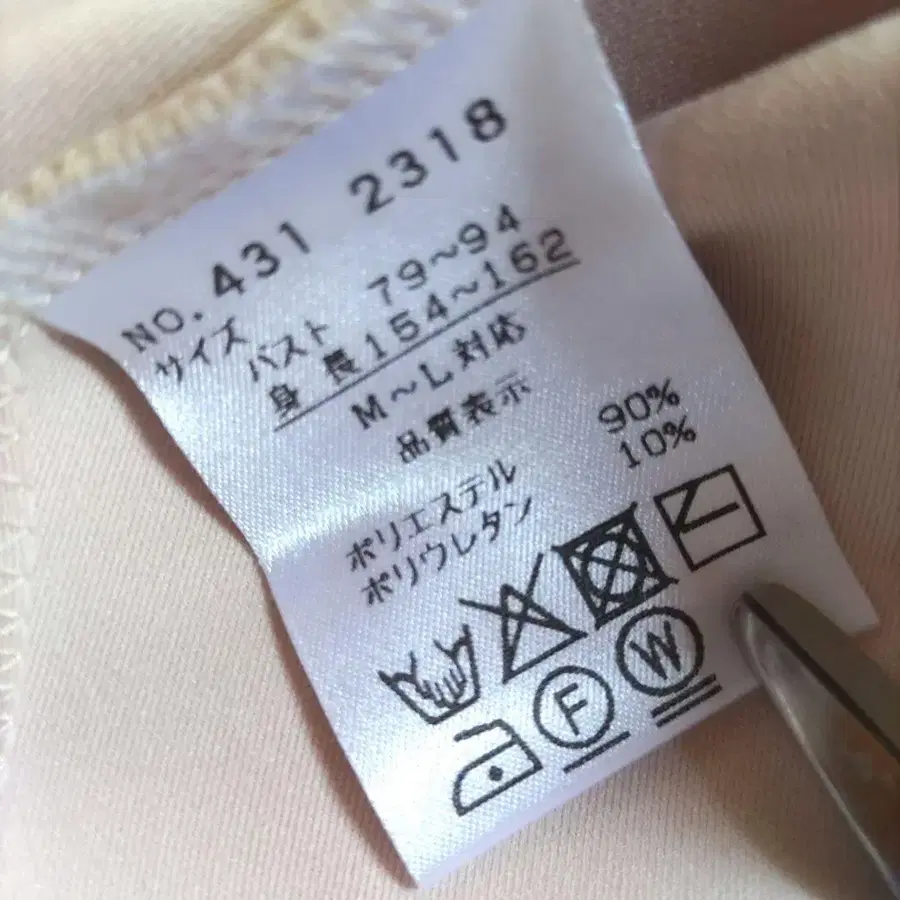 NO. 431 2318
サイズ バスト 79~94
身長154~162
M~L対応
品質表示
ポリエステル 90%
ポリウレタン 10%
F W